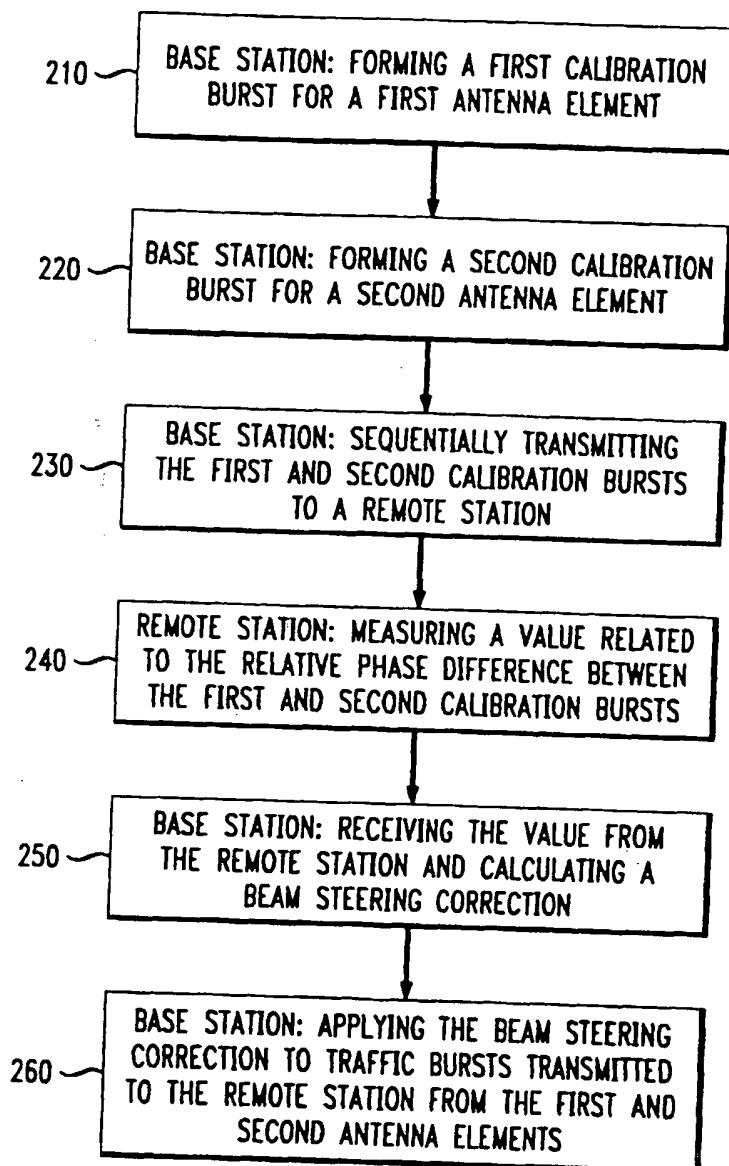 210
BASE STATION: FORMING A FIRST CALIBRATION
BURST FOR A FIRST ANTENNA ELEMENT
220
BASE STATION: FORMING A SECOND CALIBRATION
BURST FOR A SECOND ANTENNA ELEMENT
230
BASE STATION: SEQUENTIALLY TRANSMITTING
THE FIRST AND SECOND CALIBRATION BURSTS
TO A REMOTE STATION
240
REMOTE STATION: MEASURING A VALUE RELATED
TO THE RELATIVE PHASE DIFFERENCE BETWEEN
THE FIRST AND SECOND CALIBRATION BURSTS
250
BASE STATION: RECEIVING THE VALUE FROM
THE REMOTE STATION AND CALCULATING A
BEAM STEERING CORRECTION
260
BASE STATION: APPLYING THE BEAM STEERING
CORRECTION TO TRAFFIC BURSTS TRANSMITTED
TO THE REMOTE STATION FROM THE FIRST AND
SECOND ANTENNA ELEMENTS